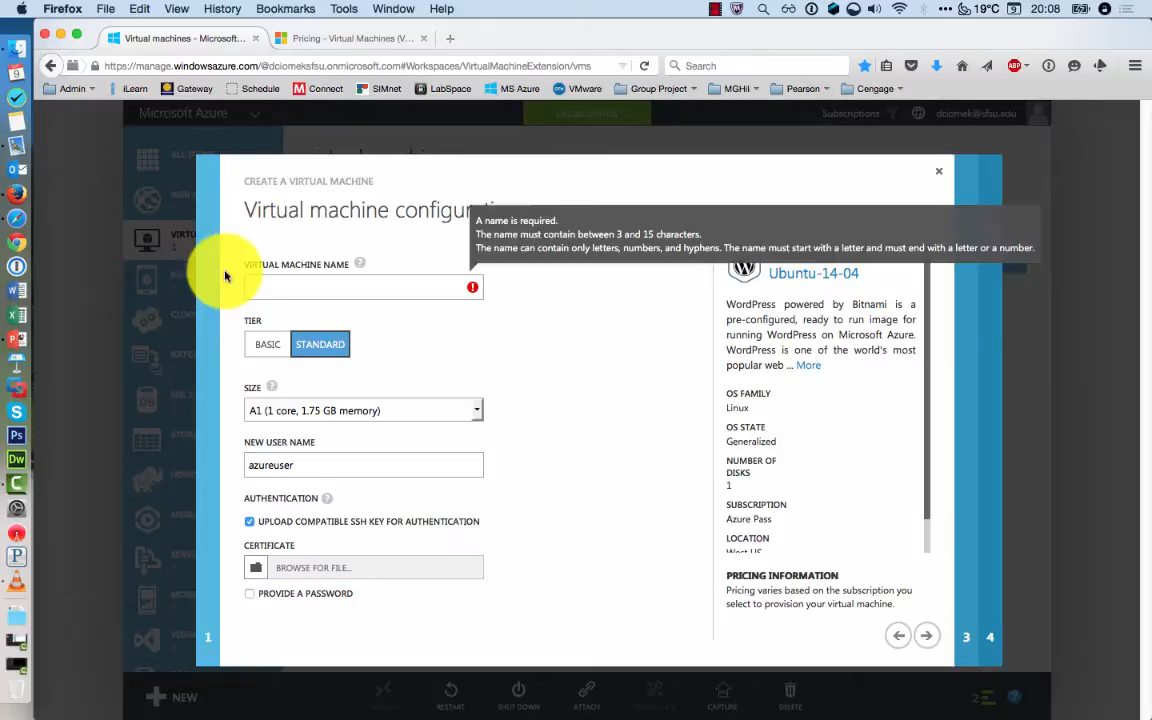 Firefox File Edit View History Bookmarks Tools Window Help 19°C 9 20:08
Virtual machines - Microsoft... × Pricing - Virtual Machines (V... × +
https://manage.windowsazure.com/@dciomeksfsu.onmicrosoft.com#Workspaces/VirtualMachineExtension/vms Search
Admin iLearn Gateway Schedule Connect SIMnet LabSpace MS Azure VMware Group Project MGHil Pearson Cengage
Microsoft Azure Subscriptions dciomek@sfsu.edu
CREATE A VIRTUAL MACHINE
Virtual machine configuration
A name is required.
The name must contain between 3 and 15 characters.
The name can contain only letters, numbers, and hyphens. The name must start with a letter and must end with a letter or a number.
VIRTUAL MACHINE NAME
TIER
BASIC STANDARD
SIZE
A1 (1 core, 1.75 GB memory)
NEW USER NAME
azureuser
AUTHENTICATION
UPLOAD COMPATIBLE SSH KEY FOR AUTHENTICATION
CERTIFICATE
BROWSE FOR FILE...
PROVIDE A PASSWORD
Ubuntu-14-04
WordPress powered by Bitnami is a
pre-configured, ready to run image for
running WordPress on Microsoft Azure.
WordPress is one of the world's most
popular web ... More
OS FAMILY
Linux
OS STATE
Generalized
NUMBER OF
DISKS
1
SUBSCRIPTION
Azure Pass
LOCATION
West US
PRICING INFORMATION
Pricing varies based on the subscription you
select to provision your virtual machine.
1 3 4
NEW RESTART SHUT DOWN ATTACH CAPTURE DELETE 2